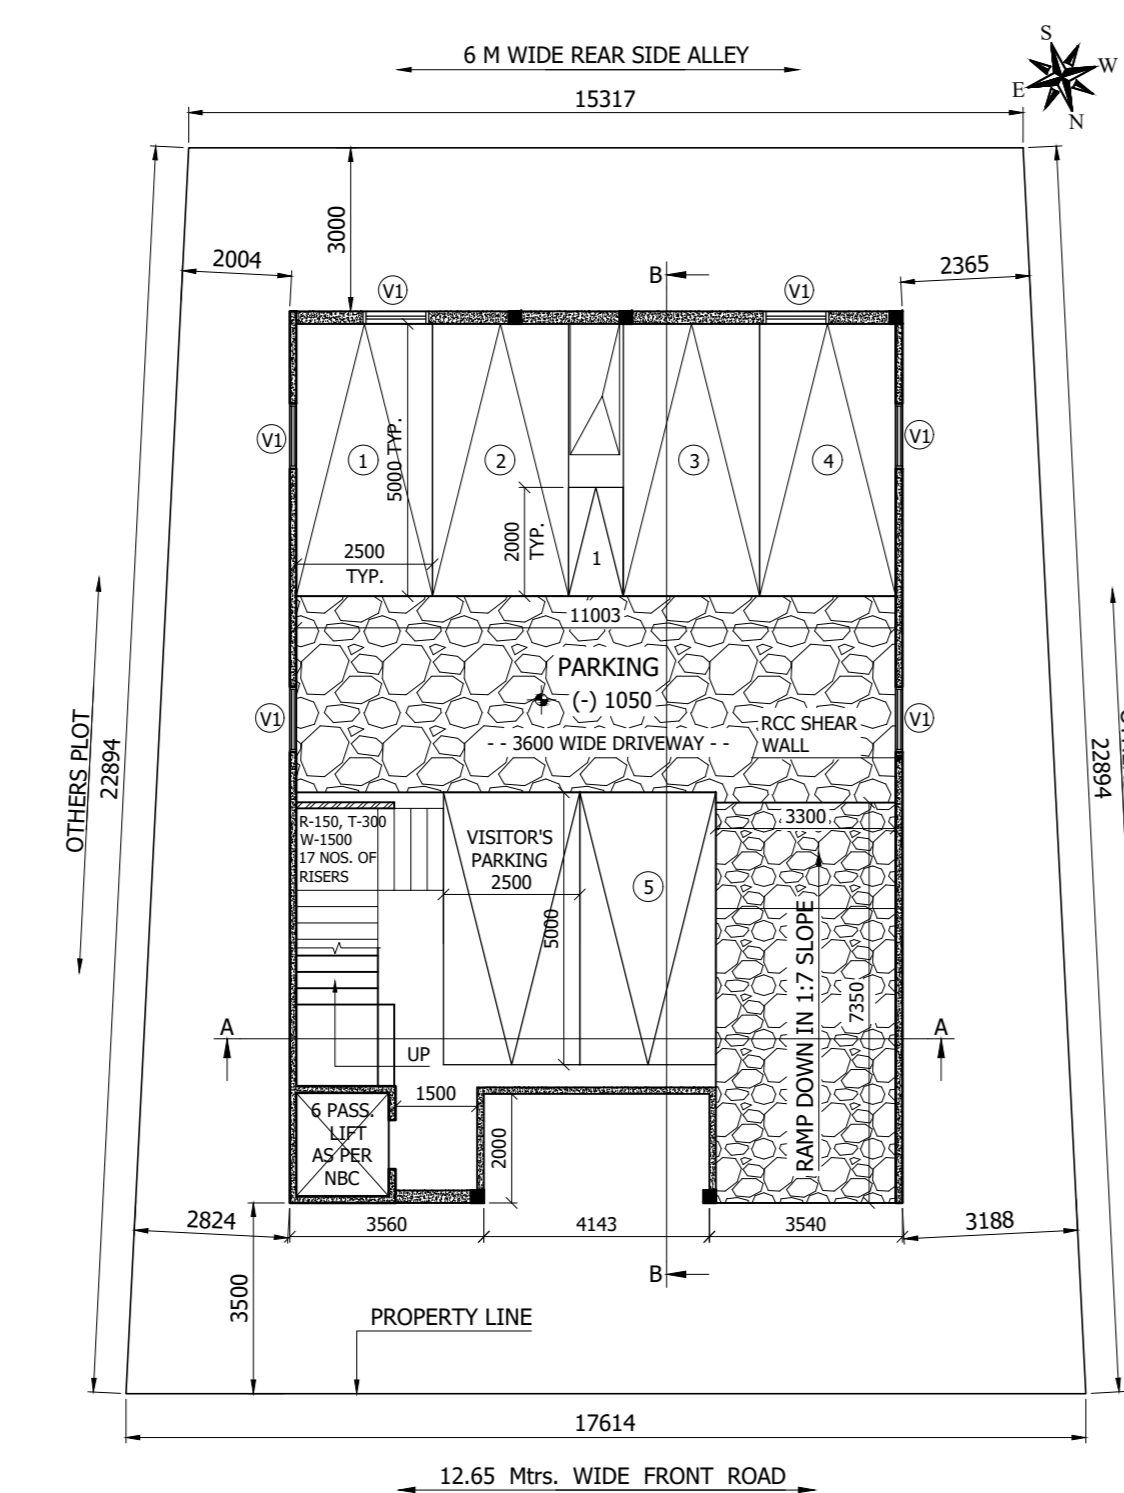 6 M WIDE REAR SIDE ALLEY
S
W
E
N
15317
3000
2004
2365
B
V1
V1
V1
V1
1
2
3
4
5000 TYP.
2500
TYP.
2000
TYP.
1
11003
PARKING
(-) 1050
RCC SHEAR
WALL
- - 3600 WIDE DRIVEWAY - -
V1
V1
OTHERS PLOT
22894
22894
R-150, T-300
W-1500
17 NOS. OF
RISERS
VISITOR'S
PARKING
2500
5000
5
3300
RAMP DOWN IN 1:7 SLOPE
7350
A
A
UP
1500
2000
6 PASS.
LIFT
AS PER
NBC
2824
3560
4143
3540
3188
B
3500
PROPERTY LINE
17614
12.65 Mtrs. WIDE FRONT ROAD